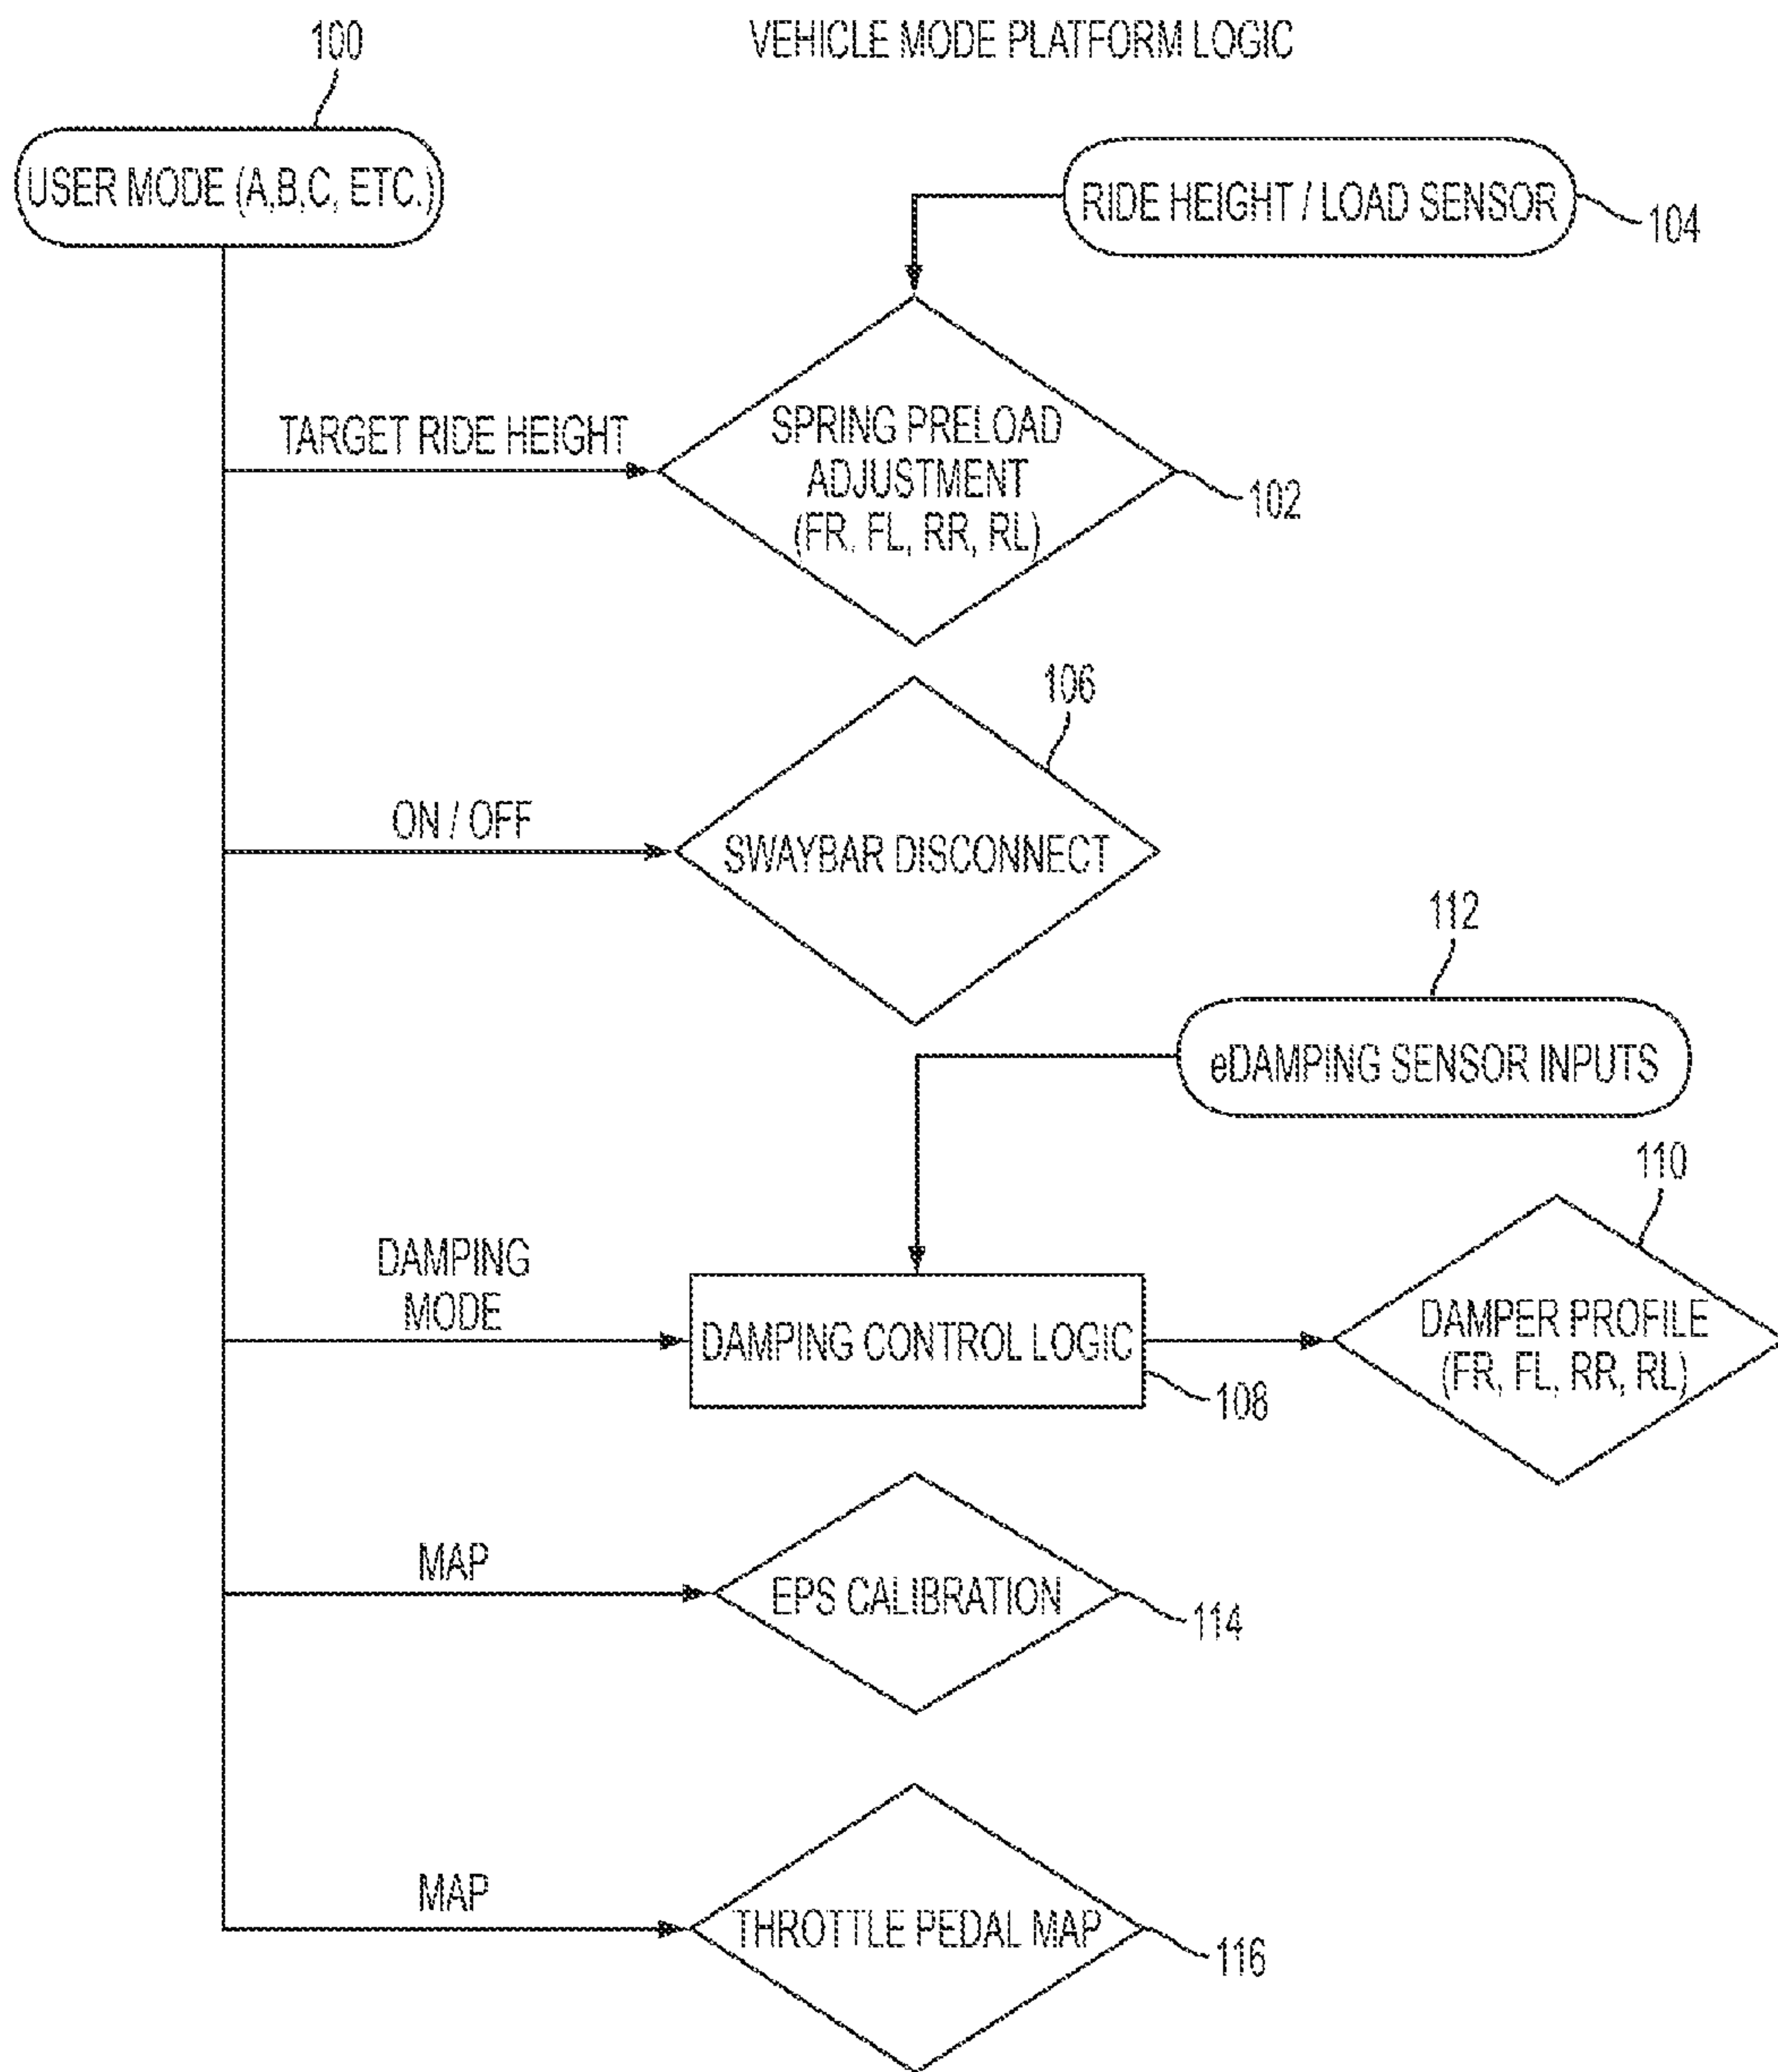 100
VEHICLE MODE PLATFORM LOGIC
USER MODE (A,B,C, ETC.)
RIDE HEIGHT / LOAD SENSOR
104
TARGET RIDE HEIGHT
SPRING PRELOAD
ADJUSTMENT
(FR, FL, RR, RL)
102
106
ON / OFF
SWAYBAR DISCONNECT
112
eDAMPING SENSOR INPUTS
110
DAMPING
MODE
DAMPING CONTROL LOGIC
108
DAMPER PROFILE
(FR, FL, RR, RL)
MAP
EPS CALIBRATION
114
MAP
THROTTLE PEDAL MAP
116